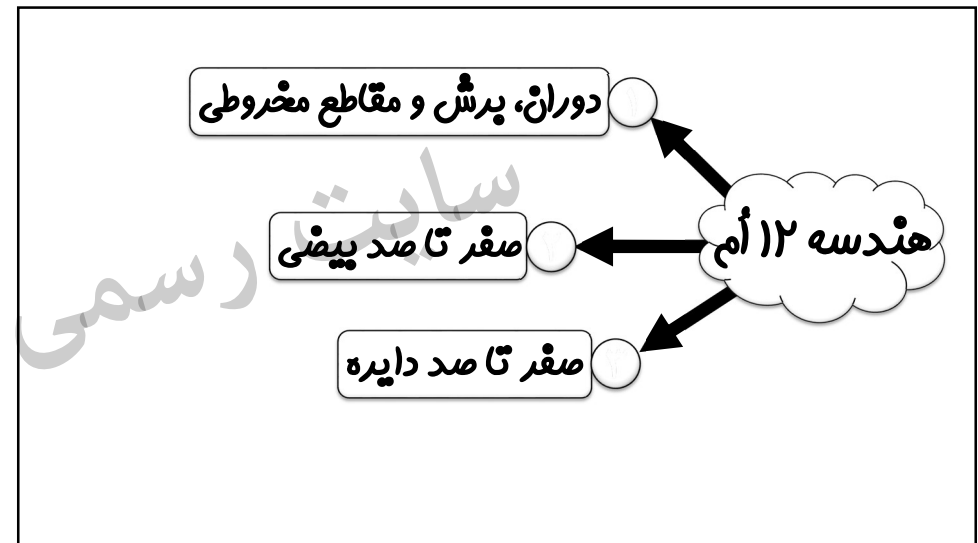 هندسه ۱۲ اُم
دوران، برش و مقاطع مخروطی
صفر تا صد بیضی
صفر تا صد دایره
سایت رسمی